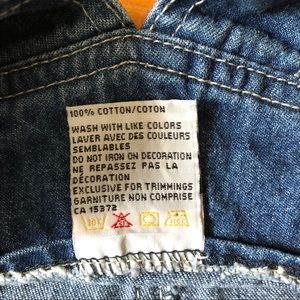 100% COTTON/COTON
WASH WITH LIKE COLORS
LAVER AVEC DES COULEURS
SEMBLABLES
DO NOT IRON ON DECORATION
NE REPASSEZ PAS LA
DÉCORATION
EXCLUSIVE FOR TRIMMINGS
GARNITURE NON COMPRISE
CA 15372